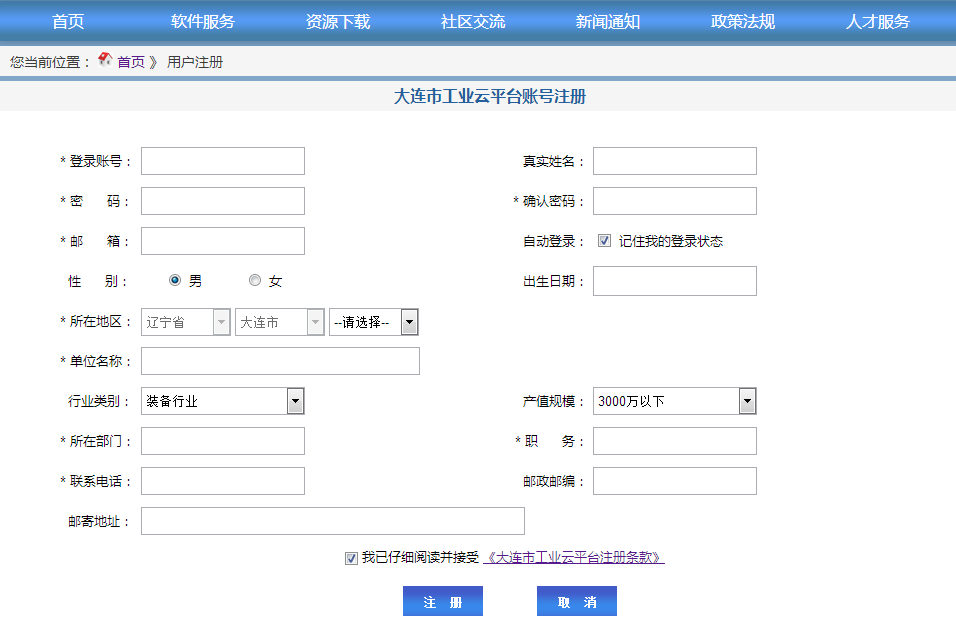 首页 软件服务 资源下载 社区交流 新闻通知 政策法规 人才服务
您当前位置： 首页 》 用户注册
大连市工业云平台账号注册
* 登录账号： 真实姓名：
* 密 码： * 确认密码：
* 邮 箱： 自动登录： 记住我的登录状态
性 别： 男 女 出生日期：
* 所在地区： 辽宁省 大连市 --请选择--
* 单位名称：
行业类别： 装备行业 产值规模： 3000万以下
* 所在部门： * 职 务：
* 联系电话： 邮政邮编：
邮寄地址：
我已仔细阅读并接受 《大连市工业云平台注册条款》
注 册 取 消